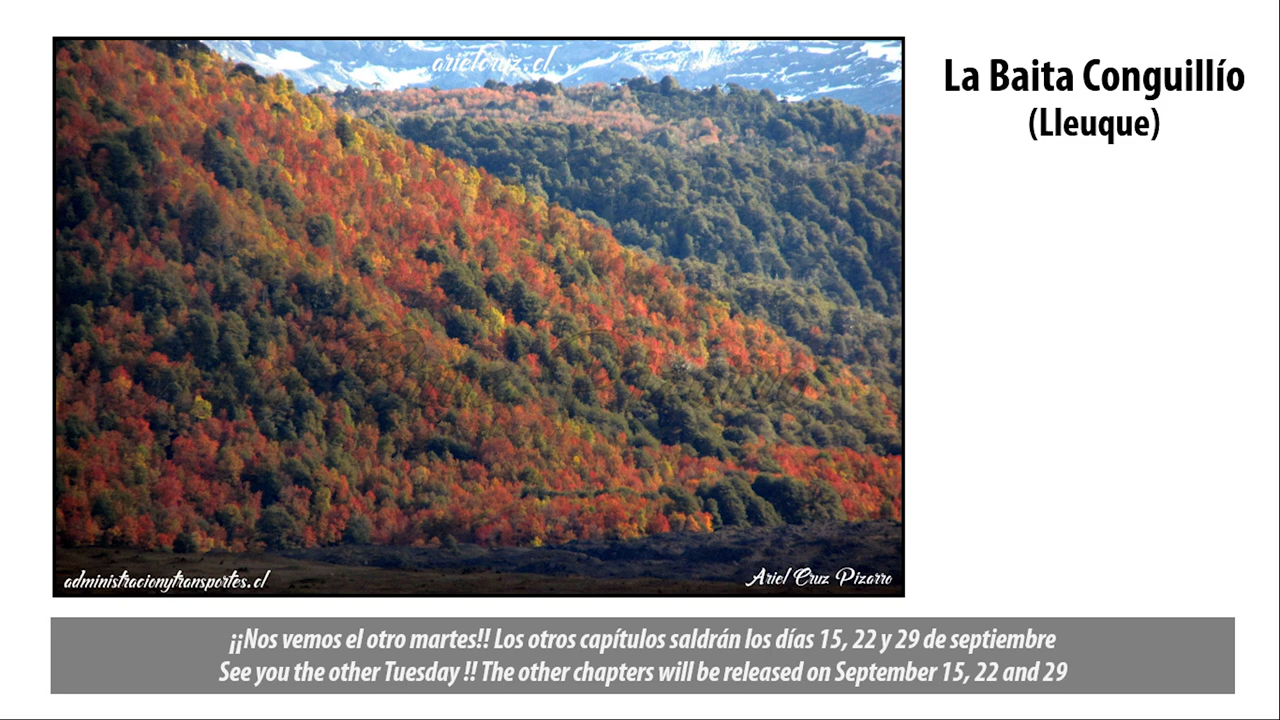 arielcruz.cl
La Baita Conguillío
(Lleuque)
administracionytransportes.cl
Ariel Cruz Pizarro
¡¡Nos vemos el otro martes!! Los otros capítulos saldrán los días 15, 22 y 29 de septiembre
See you the other Tuesday !! The other chapters will be released on September 15, 22 and 29